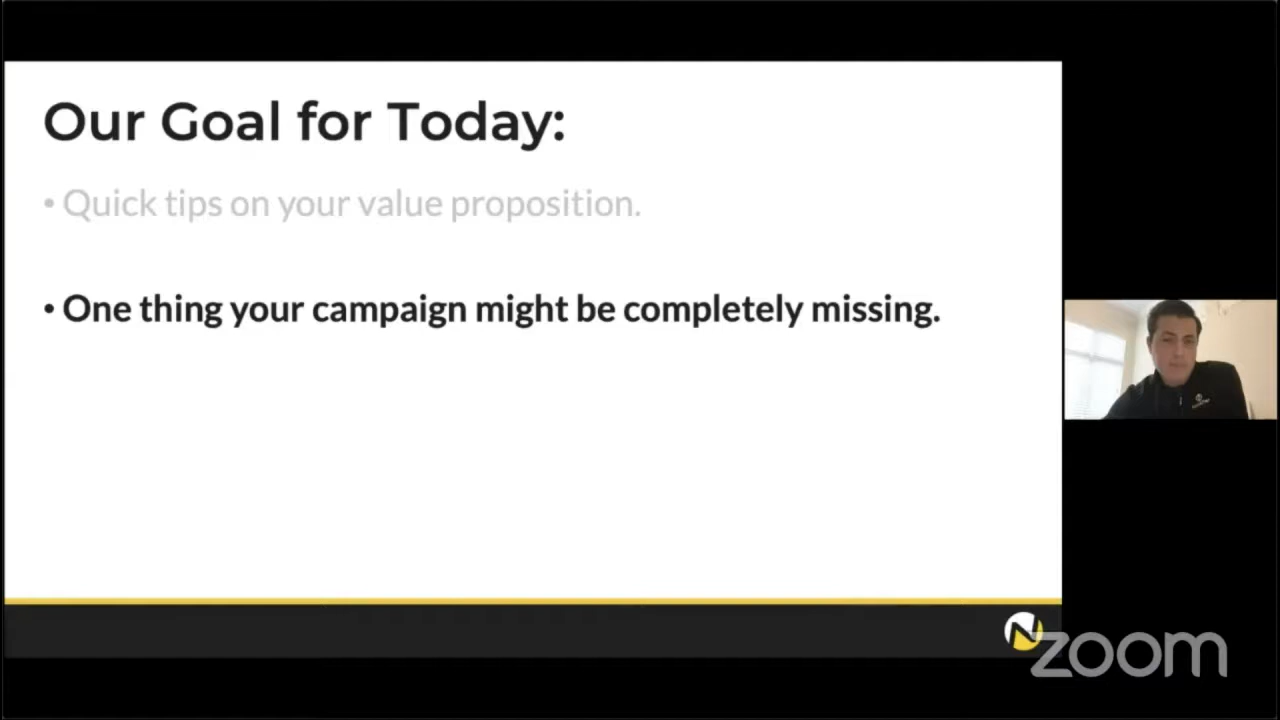 Our Goal for Today:
• Quick tips on your value proposition.
• One thing your campaign might be completely missing.
N
zoom